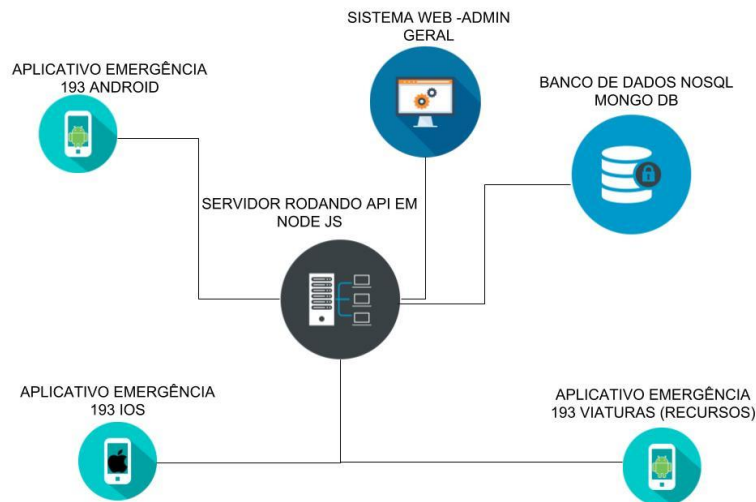 SISTEMA WEB -ADMIN
GERAL
APLICATIVO EMERGÊNCIA
193 ANDROID
BANCO DE DADOS NOSQL
MONGO DB
SERVIDOR RODANDO API EM
NODE JS
APLICATIVO EMERGÊNCIA
193 IOS
APLICATIVO EMERGÊNCIA
193 VIATURAS (RECURSOS)